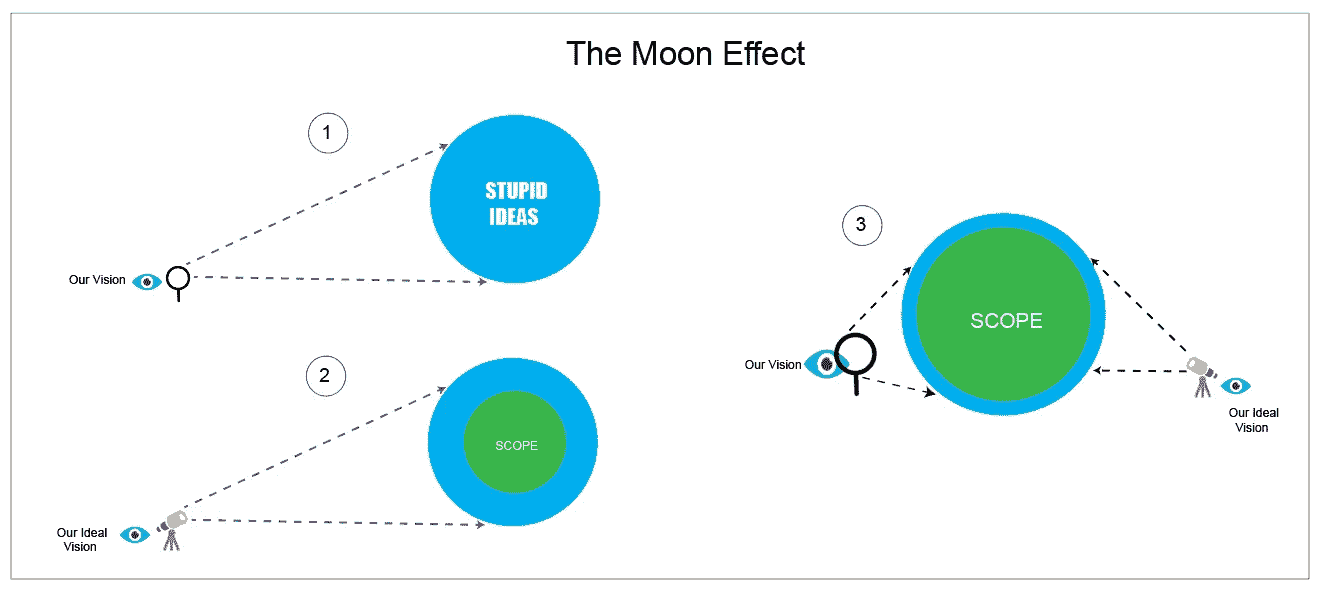 The Moon Effect
1
STUPID
IDEAS
Our Vision
2
SCOPE
Our Ideal
Vision
3
SCOPE
Our Vision
Our Ideal
Vision